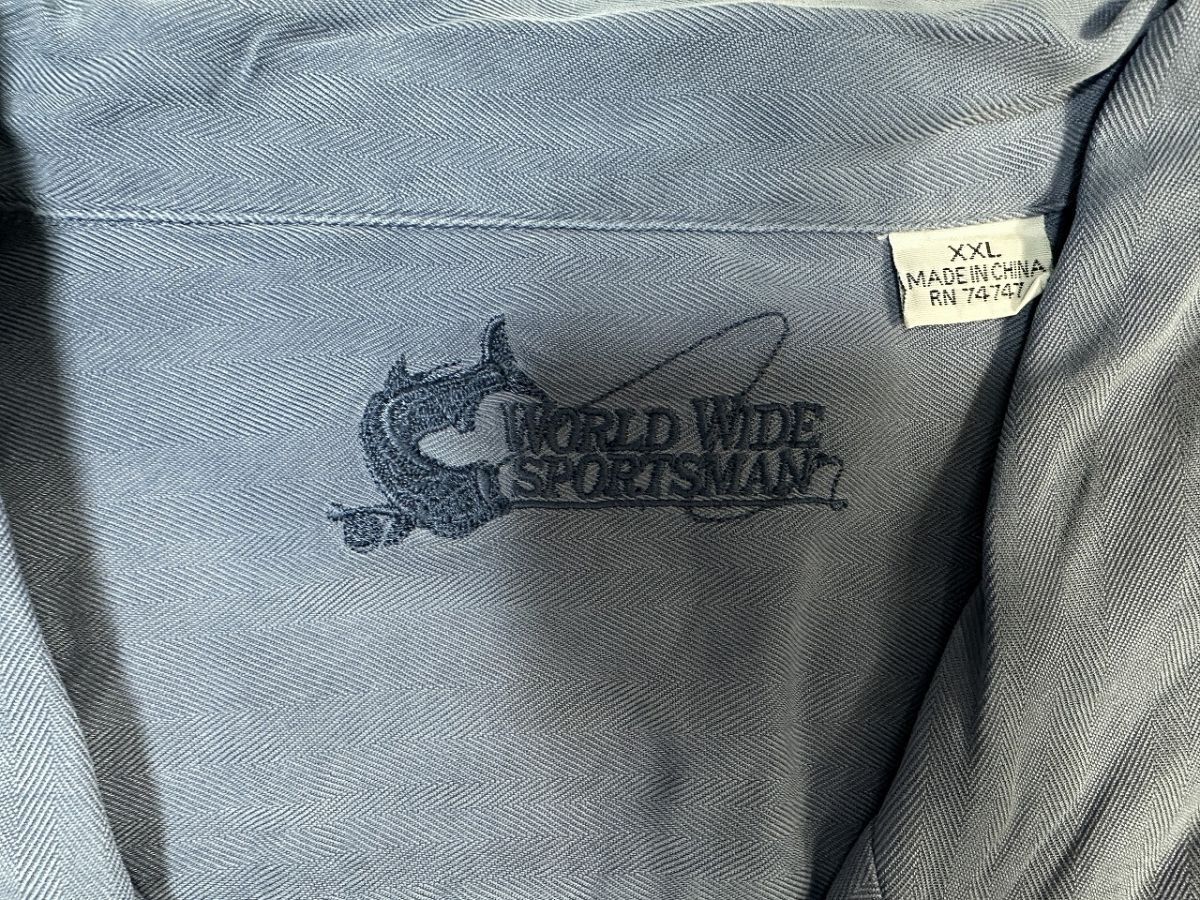 XXL
MADE IN CHINA
RN 74747
WORLD WIDE
SPORTSMAN